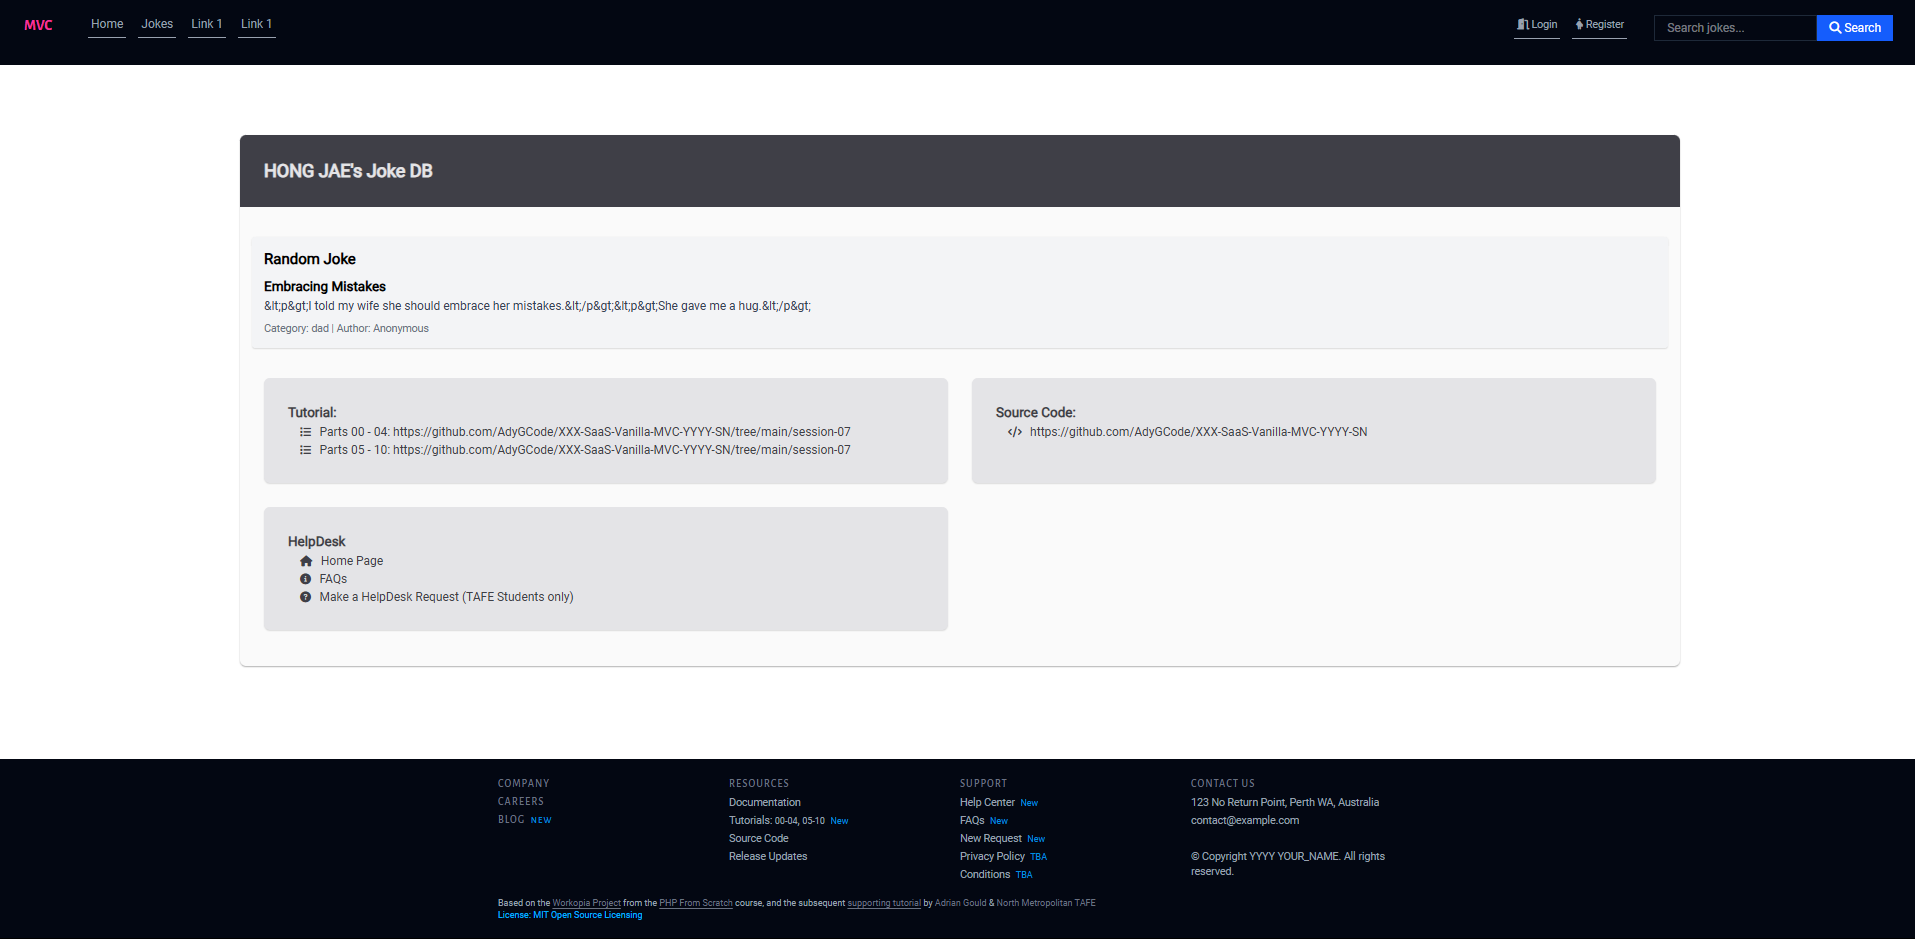 MVC Home Jokes Link 1 Link 1 Login Register Search jokes... Search
HONG JAE's Joke DB
Random Joke
Embracing Mistakes
&lt;p&gt;I told my wife she should embrace her mistakes.&lt;/p&gt;&lt;p&gt;She gave me a hug.&lt;/p&gt;
Category: dad | Author: Anonymous
Tutorial:
Parts 00 - 04: https://github.com/AdyGCode/XXX-SaaS-Vanilla-MVC-YYYY-SN/tree/main/session-07
Parts 05 - 10: https://github.com/AdyGCode/XXX-SaaS-Vanilla-MVC-YYYY-SN/tree/main/session-07
Source Code:
https://github.com/AdyGCode/XXX-SaaS-Vanilla-MVC-YYYY-SN
HelpDesk
Home Page
FAQs
Make a HelpDesk Request (TAFE Students only)
COMPANY
CAREERS
BLOG NEW
RESOURCES
Documentation
Tutorials: 00-04, 05-10 New
Source Code
Release Updates
SUPPORT
Help Center New
FAQs New
New Request New
Privacy Policy TBA
Conditions TBA
CONTACT US
123 No Return Point, Perth WA, Australia
contact@example.com
© Copyright YYYY YOUR_NAME. All rights
reserved.
Based on the Workopia Project from the PHP From Scratch course, and the subsequent supporting tutorial by Adrian Gould & North Metropolitan TAFE
License: MIT Open Source Licensing